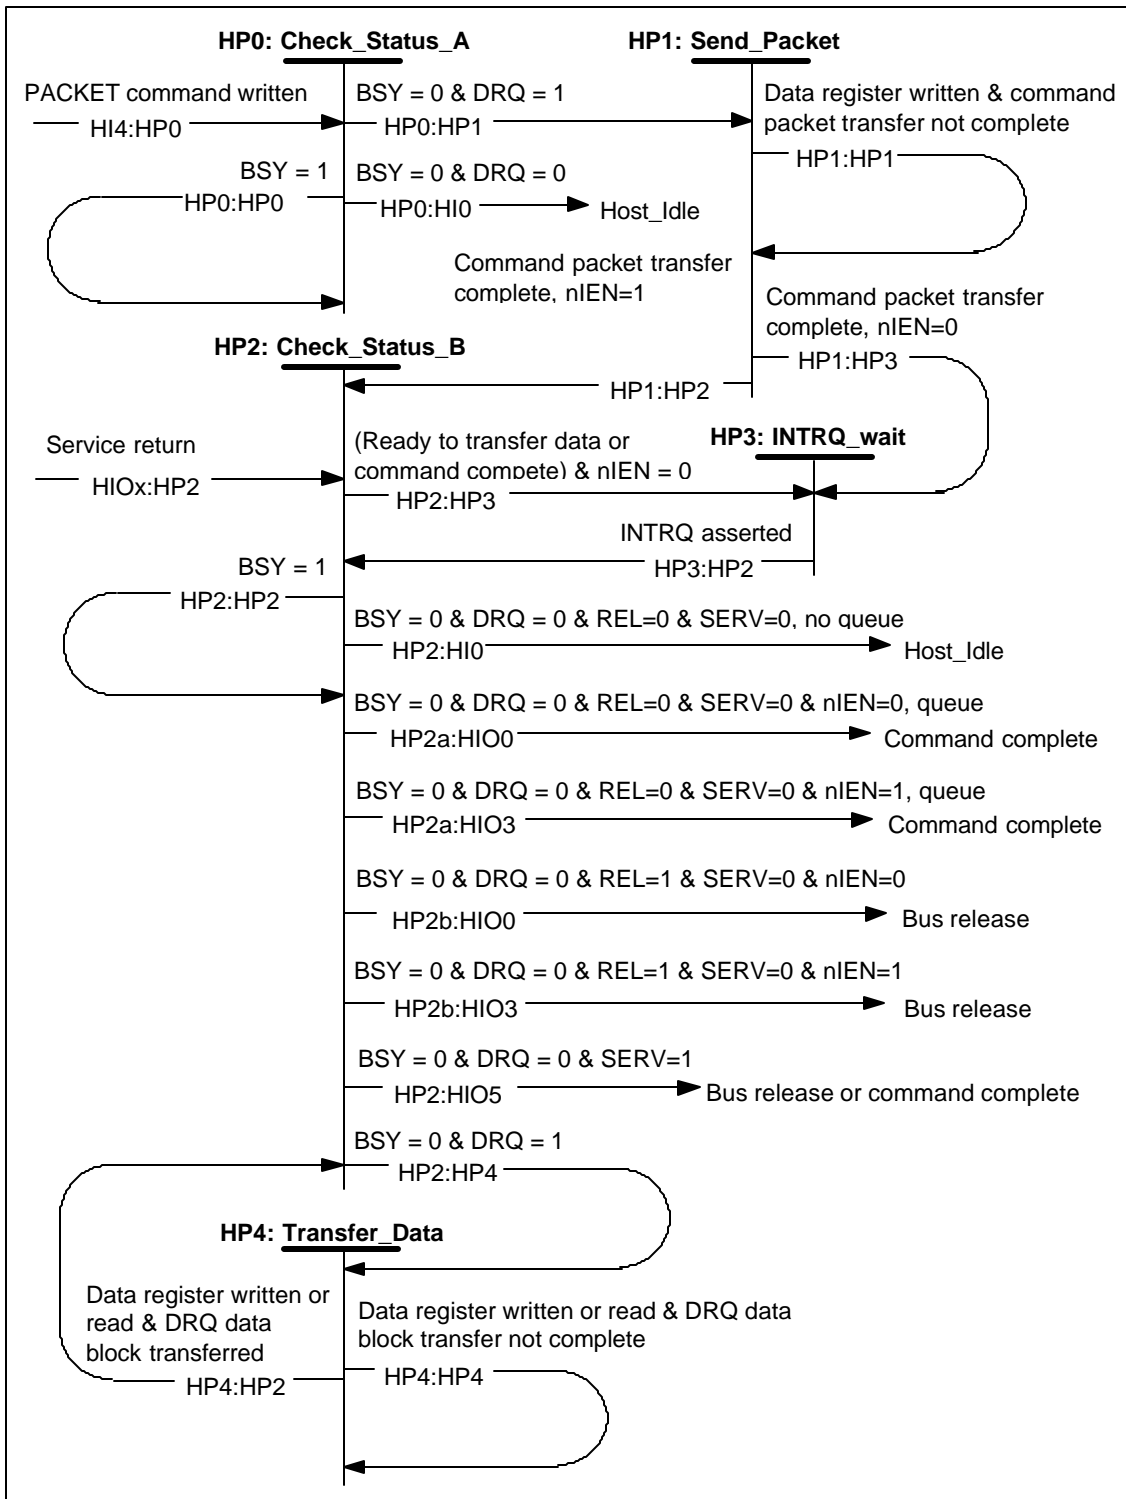 HP0: Check_Status_A
HP1: Send_Packet
PACKET command written
HI4:HP0
BSY = 0 & DRQ = 1
HP0:HP1
Data register written & command
packet transfer not complete
HP1:HP1
BSY = 1
HP0:HP0
BSY = 0 & DRQ = 0
HP0:HI0
Host_Idle
Command packet transfer
complete, nIEN=1
Command packet transfer
complete, nIEN=0
HP1:HP3
HP2: Check_Status_B
HP1:HP2
Service return
HIOx:HP2
(Ready to transfer data or
command compete) & nIEN = 0
HP2:HP3
HP3: INTRQ_wait
INTRQ asserted
HP3:HP2
BSY = 1
HP2:HP2
BSY = 0 & DRQ = 0 & REL=0 & SERV=0, no queue
HP2:HI0
Host_Idle
BSY = 0 & DRQ = 0 & REL=0 & SERV=0 & nIEN=0, queue
HP2a:HIO0
Command complete
BSY = 0 & DRQ = 0 & REL=0 & SERV=0 & nIEN=1, queue
HP2a:HIO3
Command complete
BSY = 0 & DRQ = 0 & REL=1 & SERV=0 & nIEN=0
HP2b:HIO0
Bus release
BSY = 0 & DRQ = 0 & REL=1 & SERV=0 & nIEN=1
HP2b:HIO3
Bus release
BSY = 0 & DRQ = 0 & SERV=1
HP2:HIO5
Bus release or command complete
BSY = 0 & DRQ = 1
HP2:HP4
HP4: Transfer_Data
Data register written or
read & DRQ data
block transferred
HP4:HP2
Data register written or read & DRQ data
block transfer not complete
HP4:HP4